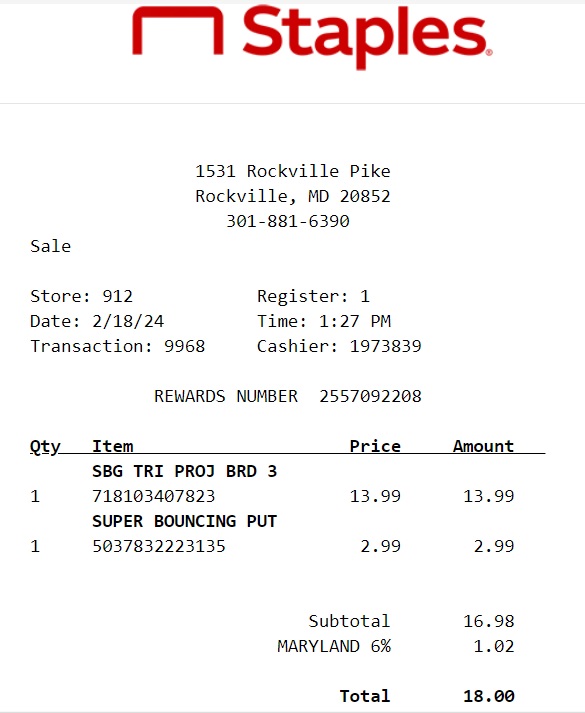 Staples®
1531 Rockville Pike
Rockville, MD 20852
301-881-6390
Sale
Store: 912 Register: 1
Date: 2/18/24 Time: 1:27 PM
Transaction: 9968 Cashier: 1973839
REWARDS NUMBER 2557092208
Qty Item Price Amount
SBG TRI PROJ BRD 3
1 718103407823 13.99 13.99
SUPER BOUNCING PUT
1 5037832223135 2.99 2.99
Subtotal 16.98
MARYLAND 6% 1.02
Total 18.00